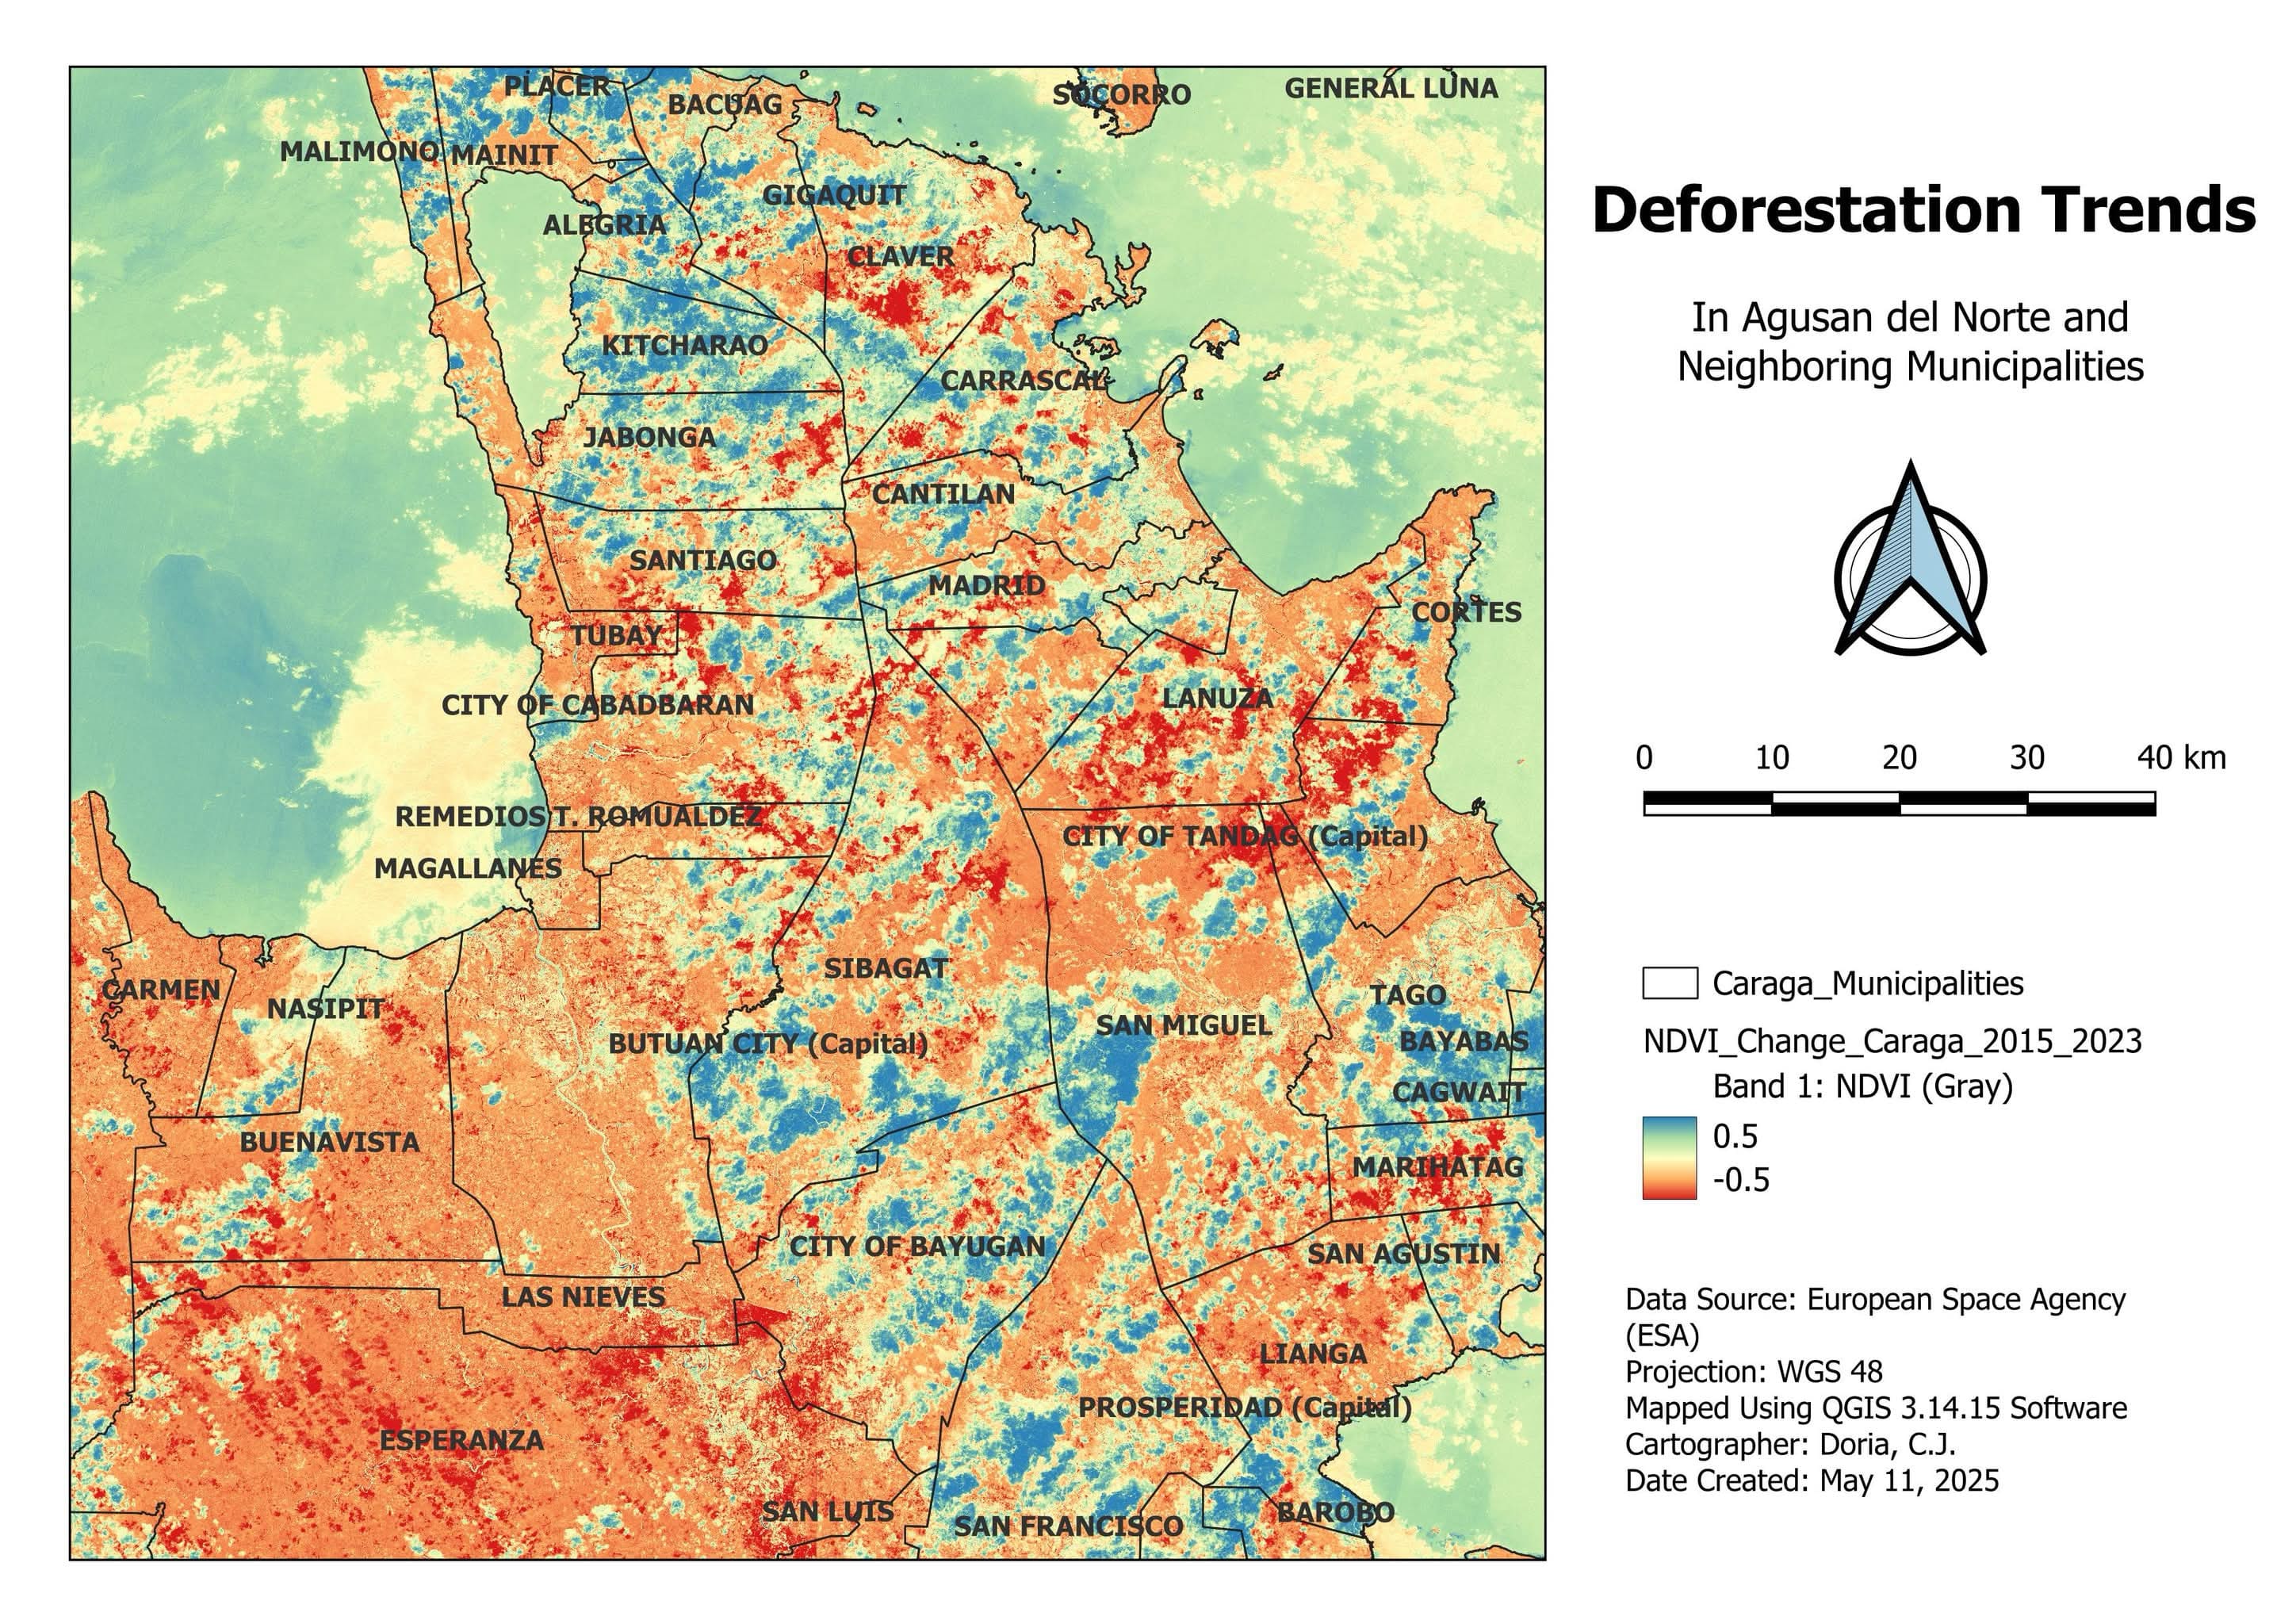 PLACER
BACUAG
SOCORRO
GENERAL LUNA
MALIMONO
MAINIT
GIGAQUIT
ALEGRIA
CLAVER
KITCHARAO
CARRASCAL
JABONGA
CANTILAN
SANTIAGO
MADRID
CORTES
TUBAY
CITY OF CABADBARAN
LANUZA
REMEDIOS T. ROMUALDEZ
CITY OF TANDAG (Capital)
MAGALLANES
SIBAGAT
CARMEN
NASIPIT
TAGO
SAN MIGUEL
BUTUAN CITY (Capital)
BAYABAS
CAGWAIT
BUENAVISTA
MARIHATAG
CITY OF BAYUGAN
SAN AGUSTIN
LAS NIEVES
LIANGA
PROSPERIDAD (Capital)
ESPERANZA
SAN LUIS
SAN FRANCISCO
BAROBO
Deforestation Trends
In Agusan del Norte and
Neighboring Municipalities
0 10 20 30 40 km
Caraga_Municipalities
NDVI_Change_Caraga_2015_2023
Band 1: NDVI (Gray)
0.5
-0.5
Data Source: European Space Agency
(ESA)
Projection: WGS 48
Mapped Using QGIS 3.14.15 Software
Cartographer: Doria, C.J.
Date Created: May 11, 2025